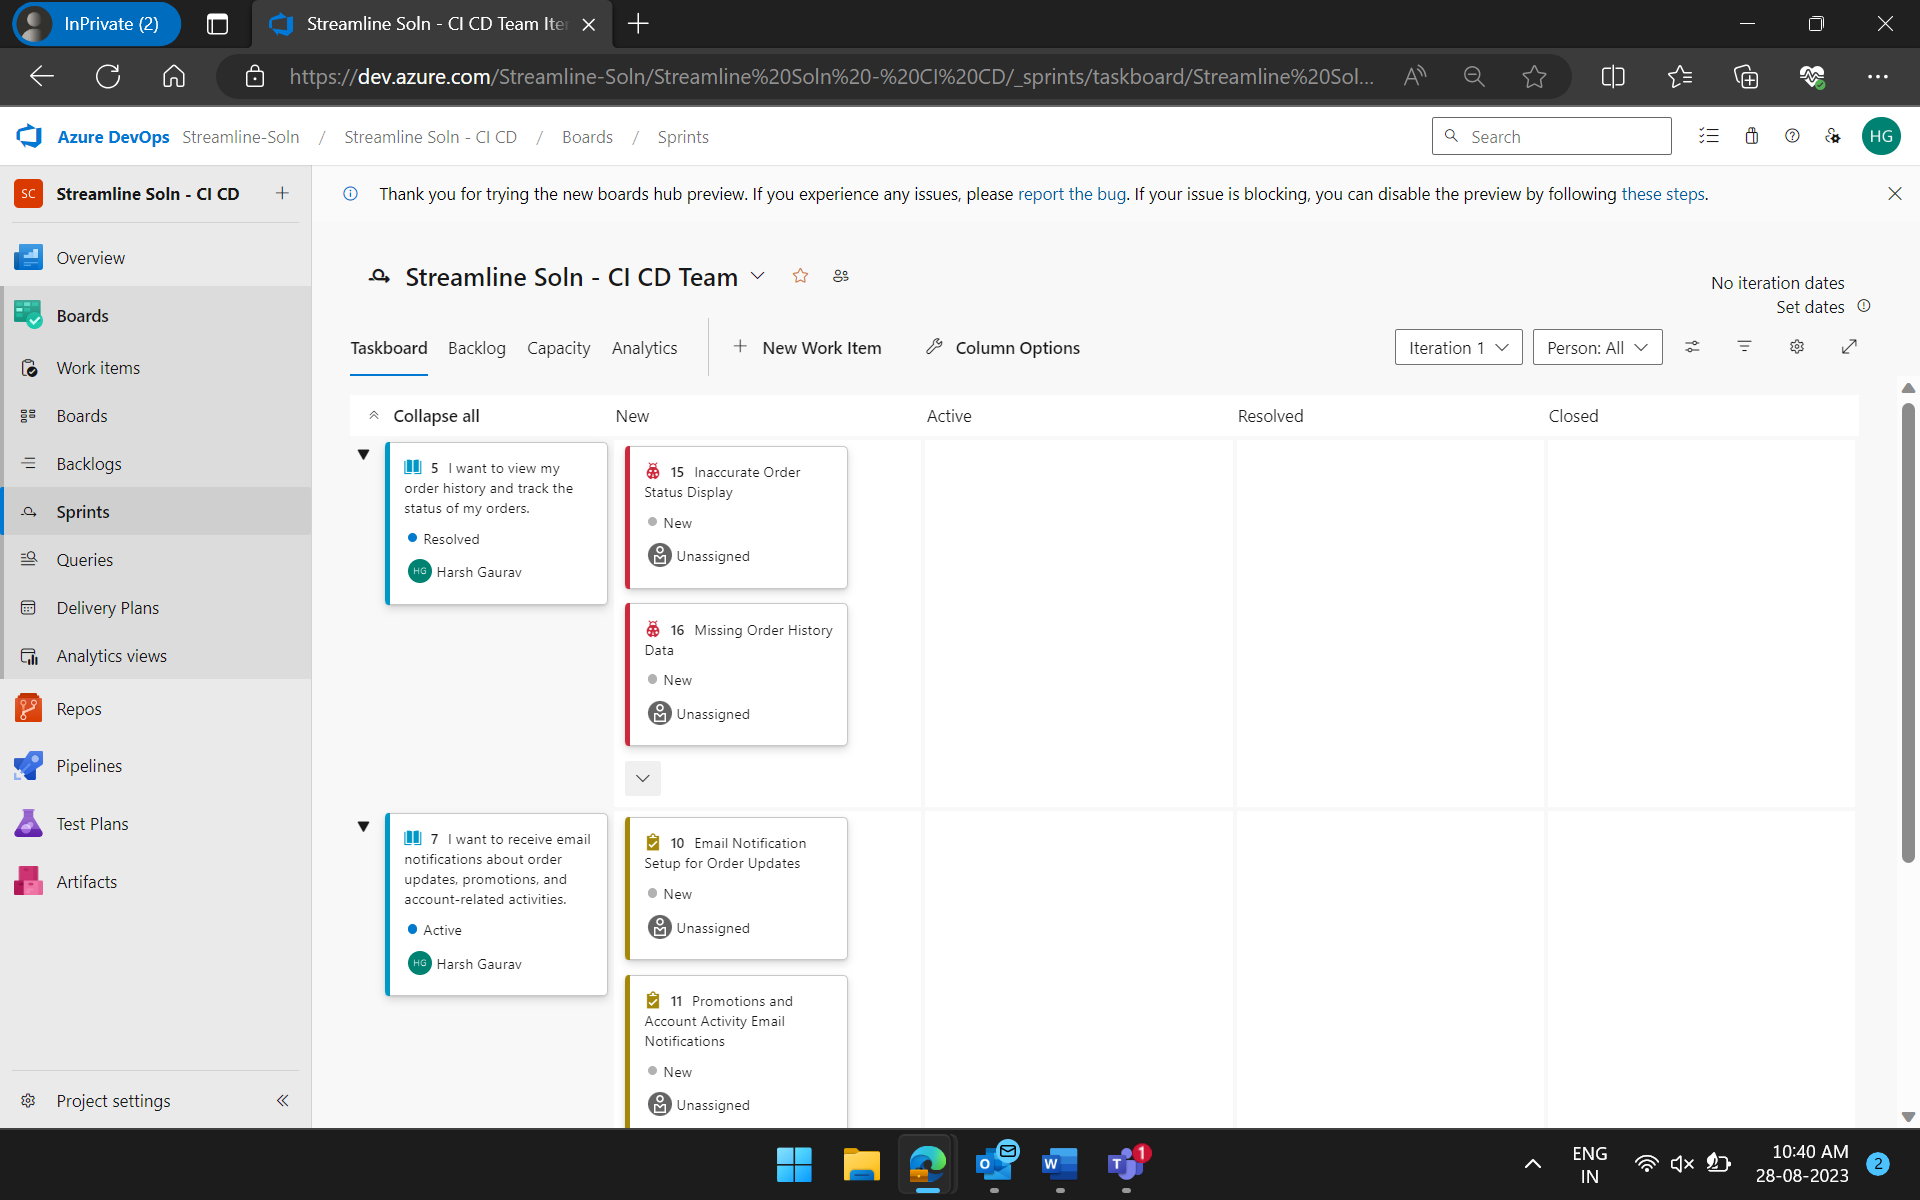 InPrivate (2)
Streamline Soln - CI CD Team Ite
https://dev.azure.com/Streamline-Soln/Streamline%20Soln%20-%20CI%20CD/_sprints/taskboard/Streamline%20Sol...
Azure DevOps Streamline-Soln / Streamline Soln - CI CD / Boards / Sprints
Search
HG
SC Streamline Soln - CI CD
Thank you for trying the new boards hub preview. If you experience any issues, please report the bug. If your issue is blocking, you can disable the preview by following these steps.
Overview
Boards
Work items
Boards
Backlogs
Sprints
Queries
Delivery Plans
Analytics views
Repos
Pipelines
Test Plans
Artifacts
Project settings
Streamline Soln - CI CD Team
No iteration dates
Set dates
Taskboard Backlog Capacity Analytics New Work Item Column Options
Iteration 1 Person: All
Collapse all New Active Resolved Closed
5 I want to view my
order history and track the
status of my orders.
Resolved
HG Harsh Gaurav
15 Inaccurate Order
Status Display
New
Unassigned
16 Missing Order History
Data
New
Unassigned
7 I want to receive email
notifications about order
updates, promotions, and
account-related activities.
Active
HG Harsh Gaurav
10 Email Notification
Setup for Order Updates
New
Unassigned
11 Promotions and
Account Activity Email
Notifications
New
Unassigned
1
ENG
IN
10:40 AM
28-08-2023
2